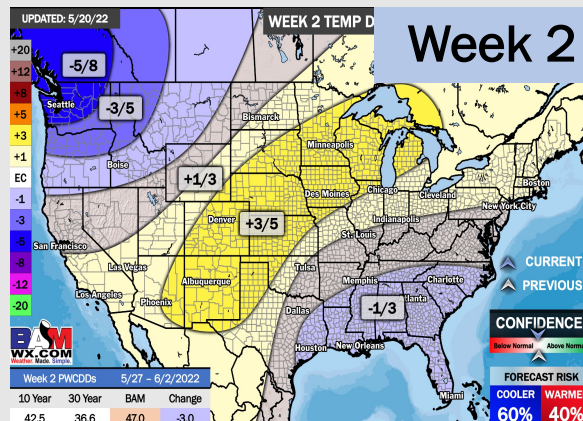 UPDATED: 5/20/22
WEEK 2 TEMP D
Week 2
+20
+12
+8
+5
+3
+1
EC
-1
-3
-5
-8
-12
-20
-5/8
-3/5
+1/3
+3/5
-1/3
Seattle
Boise
Bismarck
Minneapolis
Des Moines
Chicago
Cleveland
Boston
New York City
Indianapolis
St. Louis
Denver
San Francisco
Las Vegas
Los Angeles
Phoenix
Albuquerque
Tulsa
Memphis
Charlotte
Atlanta
Dallas
Houston
New Orleans
Miami
CURRENT
PREVIOUS
CONFIDENCE
Below Normal
Above Norma
FORECAST RISK
COOLER
WARME
60%
40%
BAM
WX.COM
Weather. Made. Simple.
Week 2 PWCDDs
5/27 - 6/2/2022
10 Year
30 Year
BAM
Change
42.5
36.6
47.0
-3.0